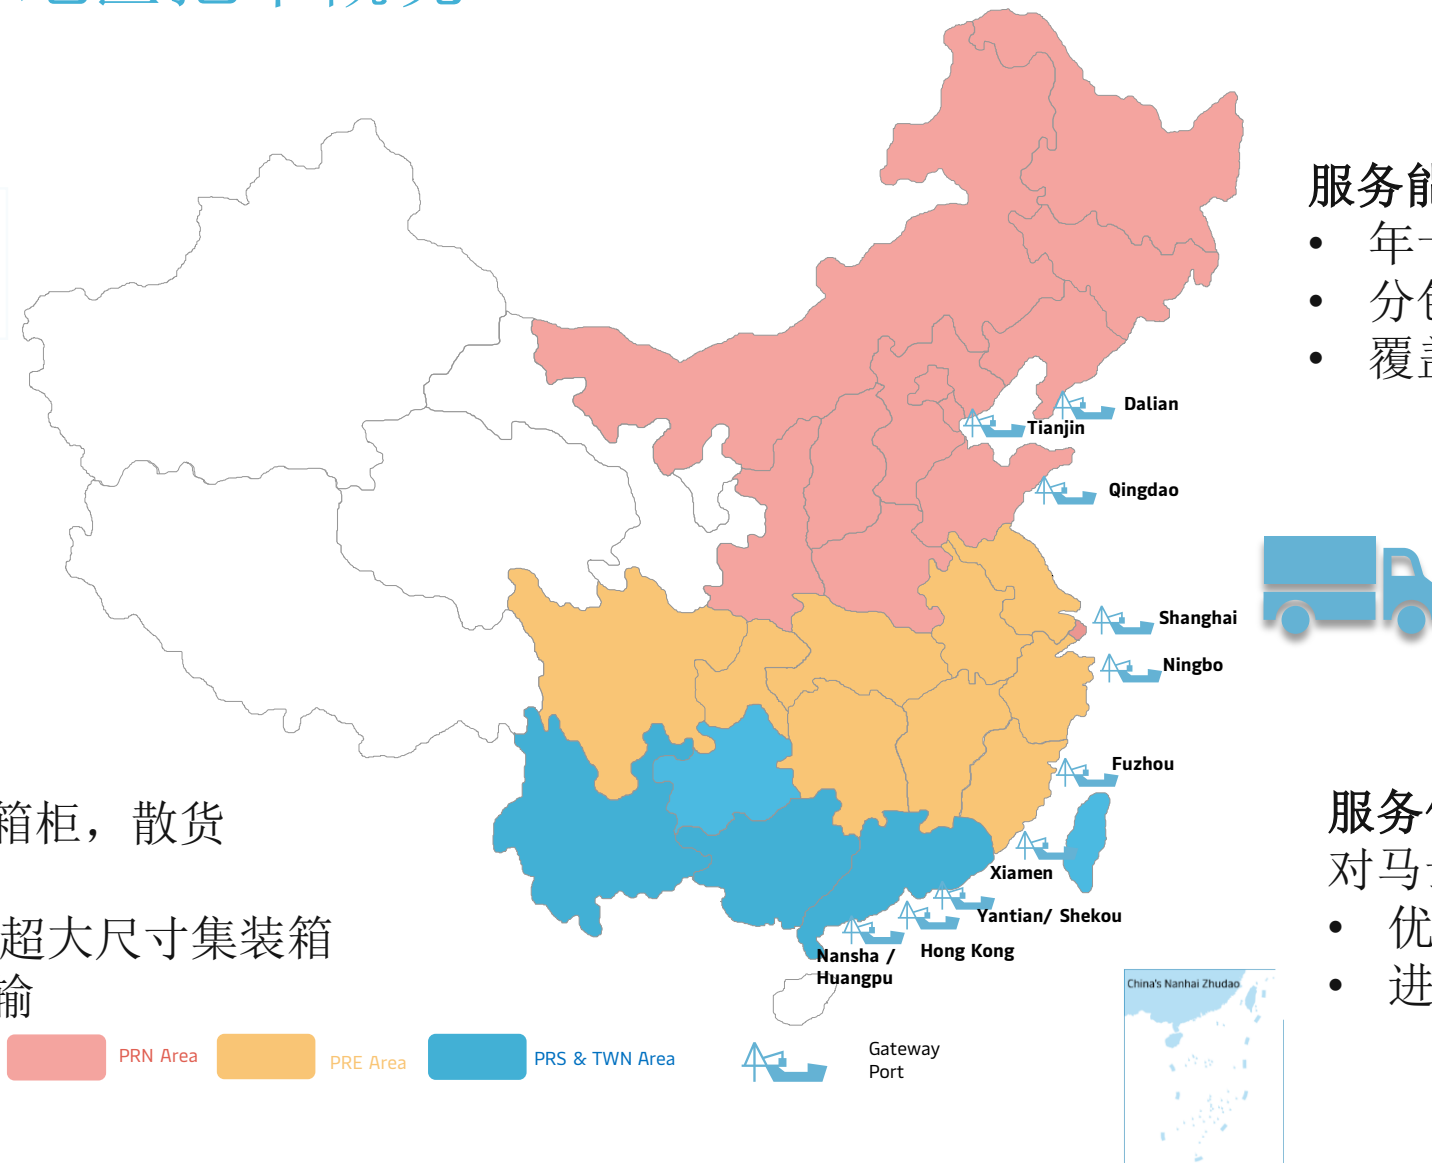 服务
年
分
覆
Dalian
Tianjin
Qingdao
Shanghai
Ningbo
Fuzhou
Xiamen
Yantian/ Shekou
Hong Kong
Nansha /
Huangpu
箱柜，散货
超大尺寸集装箱
输
服务
对马
• 优
• 进
China's Nanhai Zhudao
PRN Area
PRE Area
PRS & TWN Area
Gateway
Port